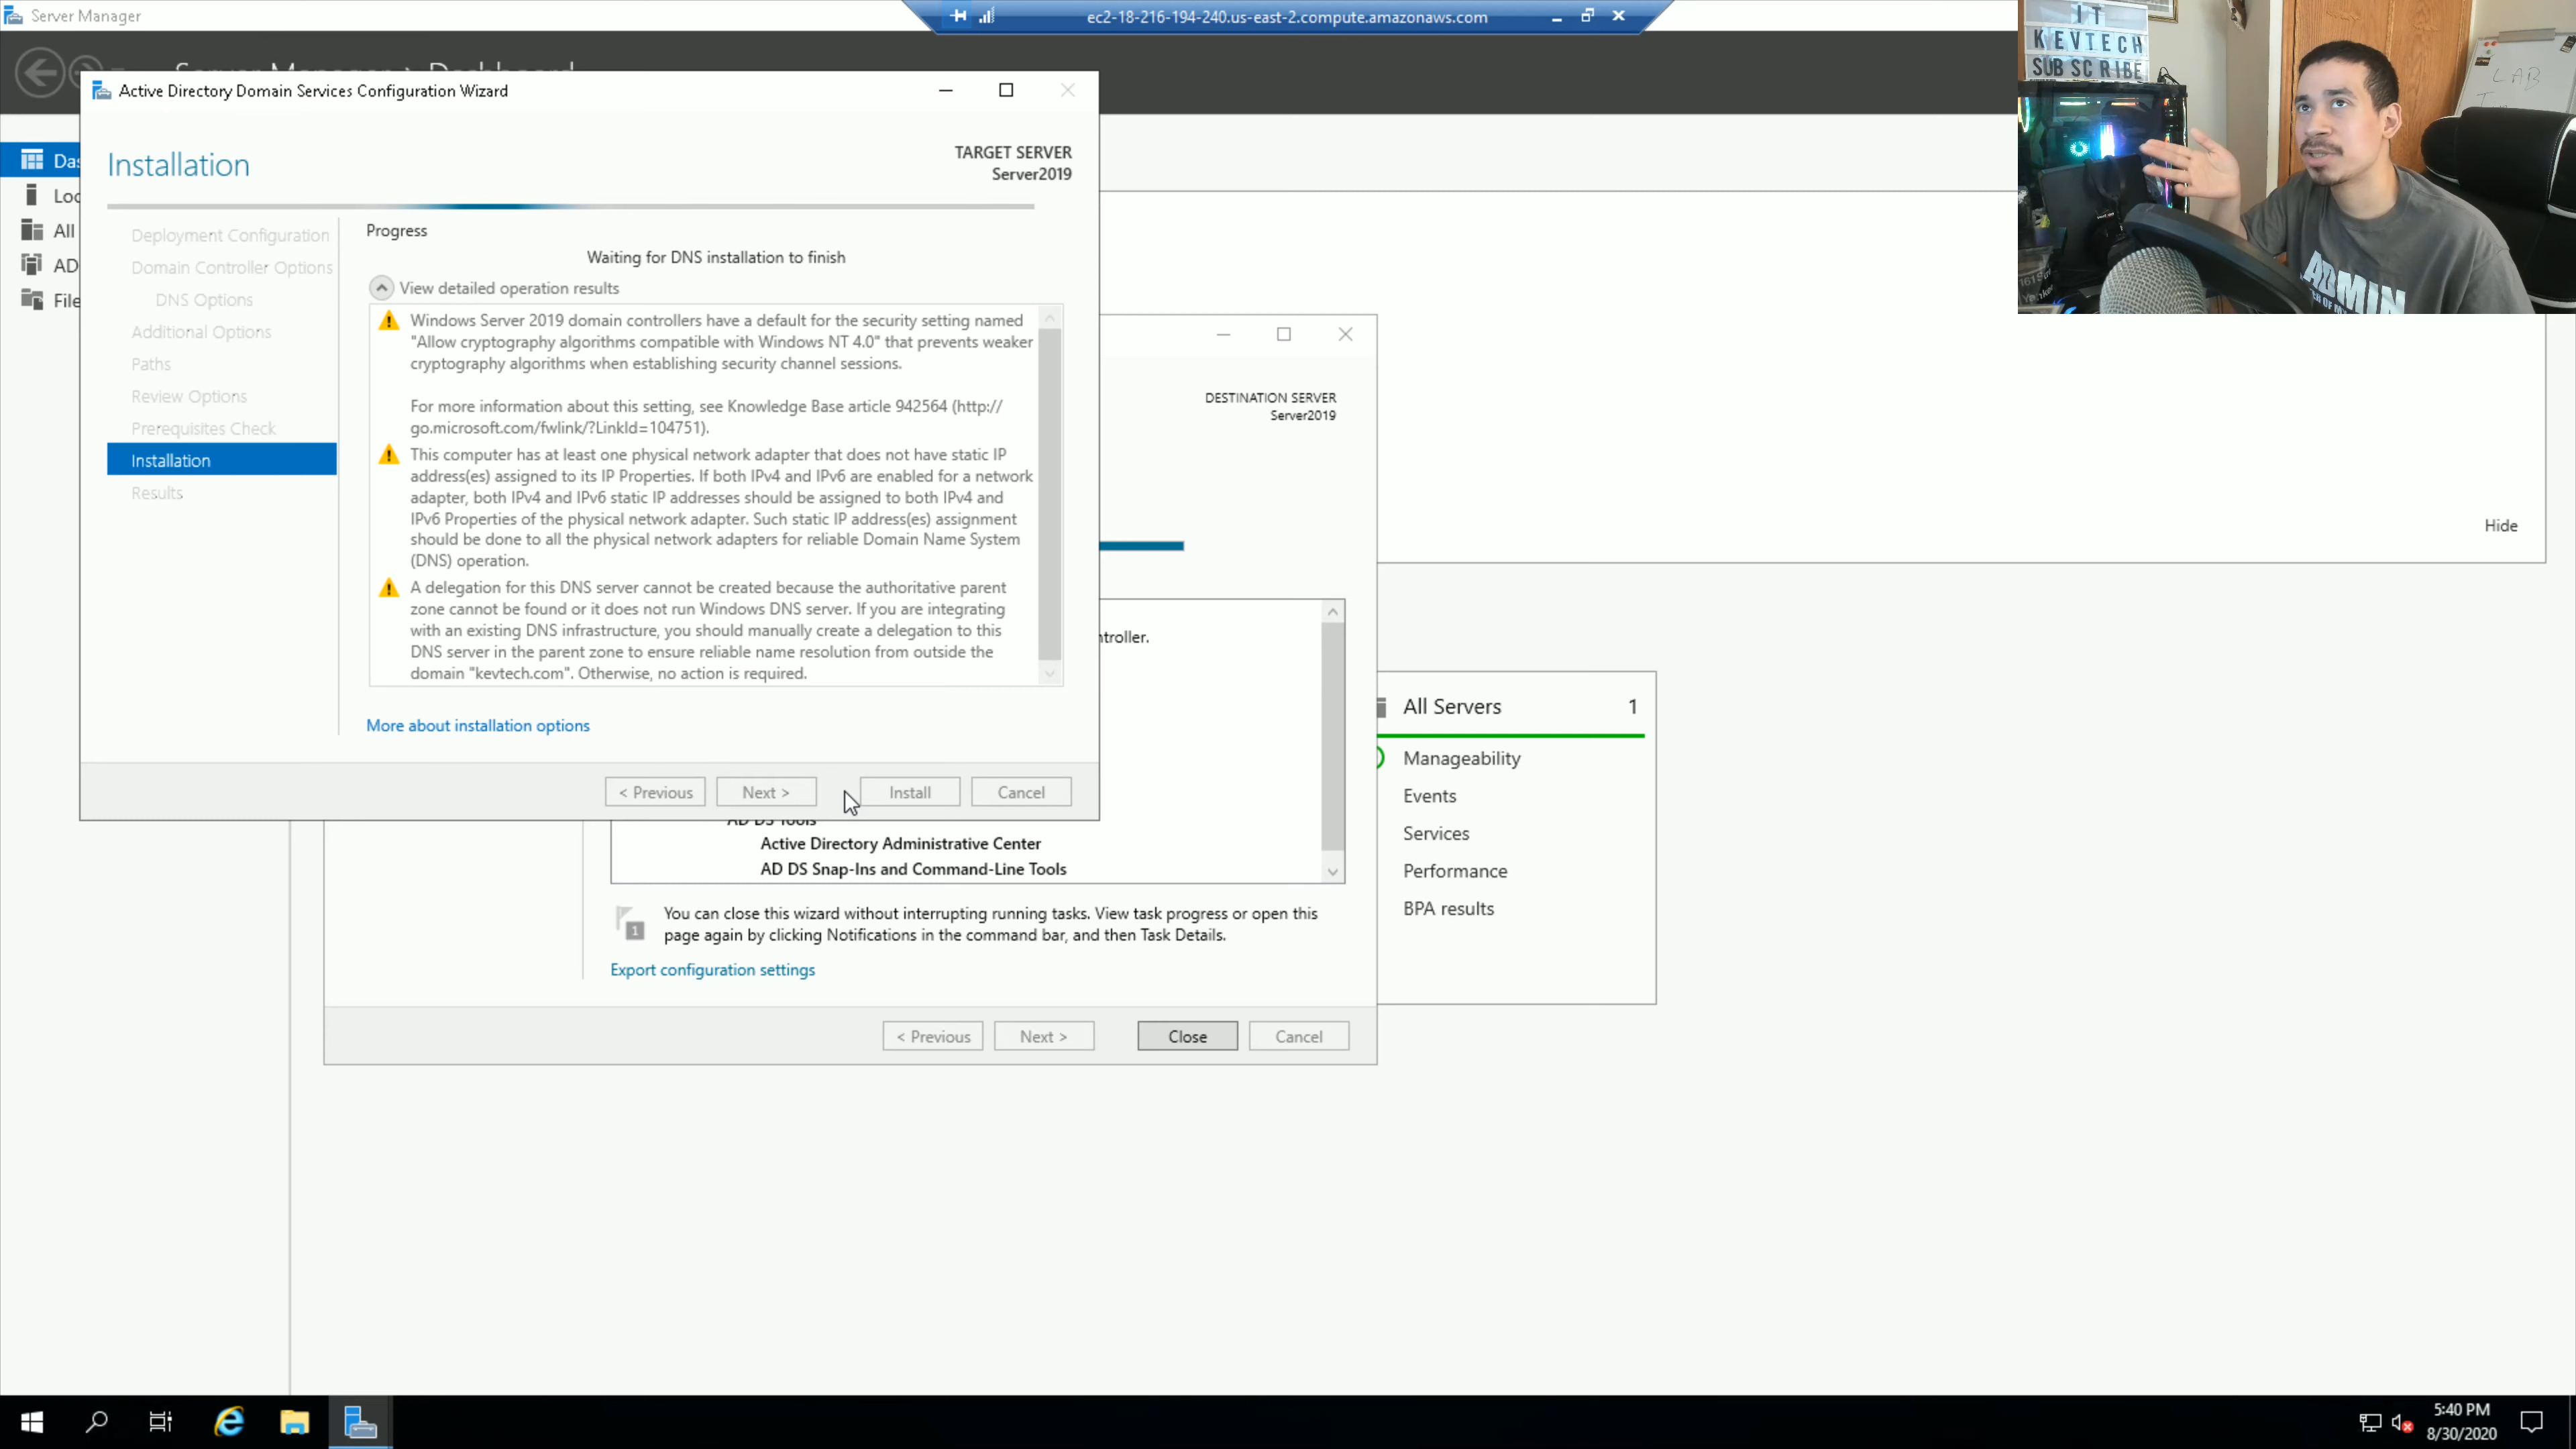 Server Manager
ec2-18-216-194-240.us-east-2.compute.amazonaws.com
IT
KEVTECH
SUBSCRIBE
LAB
Server Manager Dashboard
Active Directory Domain Services Configuration Wizard
Installation
TARGET SERVER
Server2019
Das
Loc
All
AD
File
Deployment Configuration
Domain Controller Options
DNS Options
Additional Options
Paths
Review Options
Prerequisites Check
Installation
Results
Progress
Waiting for DNS installation to finish
View detailed operation results
Windows Server 2019 domain controllers have a default for the security setting named
"Allow cryptography algorithms compatible with Windows NT 4.0" that prevents weaker
cryptography algorithms when establishing security channel sessions.
For more information about this setting, see Knowledge Base article 942564 (http://
go.microsoft.com/fwlink/?LinkId=104751).
This computer has at least one physical network adapter that does not have static IP
address(es) assigned to its IP Properties. If both IPv4 and IPv6 are enabled for a network
adapter, both IPv4 and IPv6 static IP addresses should be assigned to both IPv4 and
IPv6 Properties of the physical network adapter. Such static IP address(es) assignment
should be done to all the physical network adapters for reliable Domain Name System
(DNS) operation.
A delegation for this DNS server cannot be created because the authoritative parent
zone cannot be found or it does not run Windows DNS server. If you are integrating
with an existing DNS infrastructure, you should manually create a delegation to this
DNS server in the parent zone to ensure reliable name resolution from outside the
domain "kevtech.com". Otherwise, no action is required.
More about installation options
< Previous
Next >
Install
Cancel
ADMIN
DESTINATION SERVER
Server2019
Hide
ntroller.
AD DS Tools
Active Directory Administrative Center
AD DS Snap-Ins and Command-Line Tools
1
You can close this wizard without interrupting running tasks. View task progress or open this
page again by clicking Notifications in the command bar, and then Task Details.
Export configuration settings
< Previous
Next >
Close
Cancel
All Servers 1
Manageability
Events
Services
Performance
BPA results
5:40 PM
8/30/2020